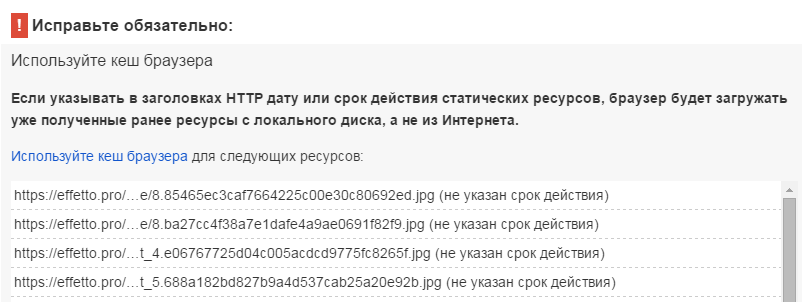 ! Исправьте обязательно:
Используйте кеш браузера
Если указывать в заголовках HTTP дату или срок действия статических ресурсов, браузер будет загружать
уже полученные ранее ресурсы с локального диска, а не из Интернета.
Используйте кеш браузера для следующих ресурсов:
https://effetto.pro/…e/8.85465ec3caf7664225c00e30c80692ed.jpg (не указан срок действия)
https://effetto.pro/…e/8.ba27cc4f38a7e1dafe4a9ae0691f82f9.jpg (не указан срок действия)
https://effetto.pro/…t_4.e06767725d04c005acdcd9775fc8265f.jpg (не указан срок действия)
https://effetto.pro/…t_5.688a182bd827b9a4d537cab25a20e92b.jpg (не указан срок действия)